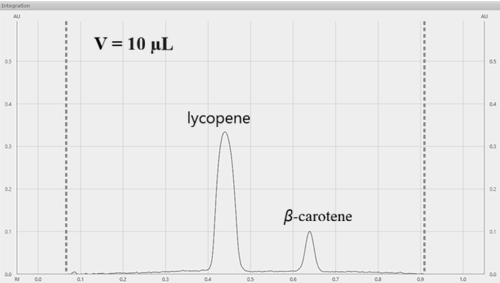 Integration
AU AU
V = 10 µL
0.5 0.5
lycopene
0.4 0.4
0.3 0.3
0.2 0.2
β-carotene
0.1 0.1
0.0 0.0
Rf 0.0 0.1 0.2 0.3 0.4 0.5 0.6 0.7 0.8 0.9 1.0